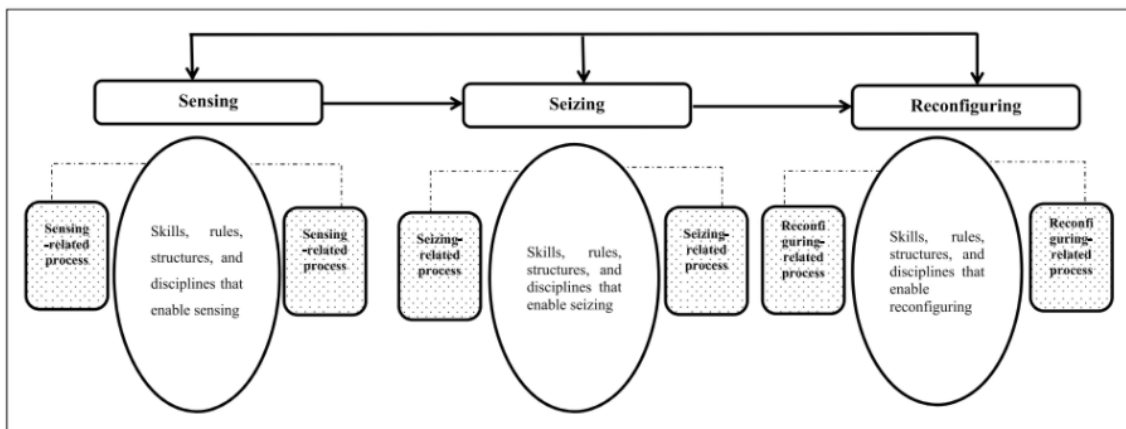 Sensing
Seizing
Reconfiguring
Sensing
-related
process
Skills, rules,
structures, and
disciplines that
enable sensing
Sensing
-related
process
Seizing-
related
process
Skills, rules,
structures, and
disciplines that
enable seizing
Seizing-
related
process
Reconfi
guring-
related
process
Skills, rules,
structures, and
disciplines that
enable
reconfiguring
Reconfi
guring-
related
process